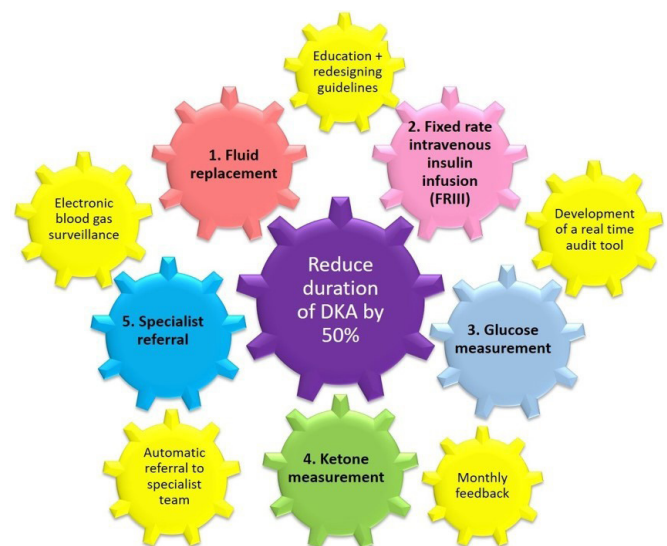 Education +
redesigning
guidelines
1. Fluid
replacement
2. Fixed rate
intravenous
insulin
infusion
(FRIII)
Electronic
blood gas
surveillance
Development
of a real time
audit tool
Reduce
duration
of DKA by
50%
5. Specialist
referral
3. Glucose
measurement
Automatic
referral to
specialist
team
4. Ketone
measurement
Monthly
feedback